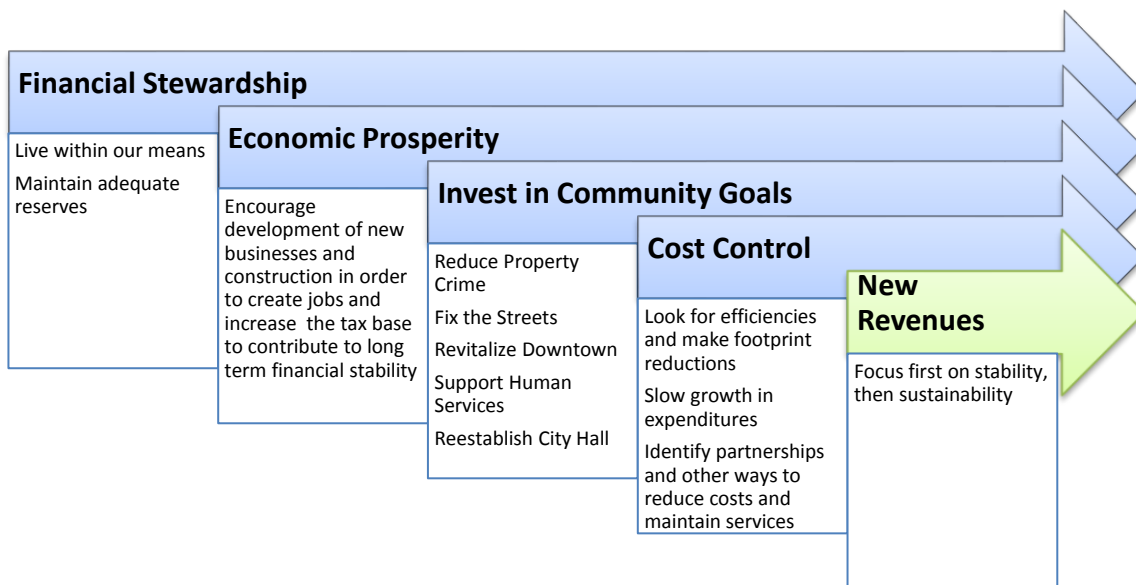 Financial Stewardship
Live within our means
Maintain adequate
reserves
Economic Prosperity
Encourage
development of new
businesses and
construction in order
to create jobs and
increase the tax base
to contribute to long
term financial stability
Invest in Community Goals
Reduce Property
Crime
Fix the Streets
Revitalize Downtown
Support Human
Services
Reestablish City Hall
Cost Control
Look for efficiencies
and make footprint
reductions
Slow growth in
expenditures
Identify partnerships
and other ways to
reduce costs and
maintain services
New
Revenues
Focus first on stability,
then sustainability